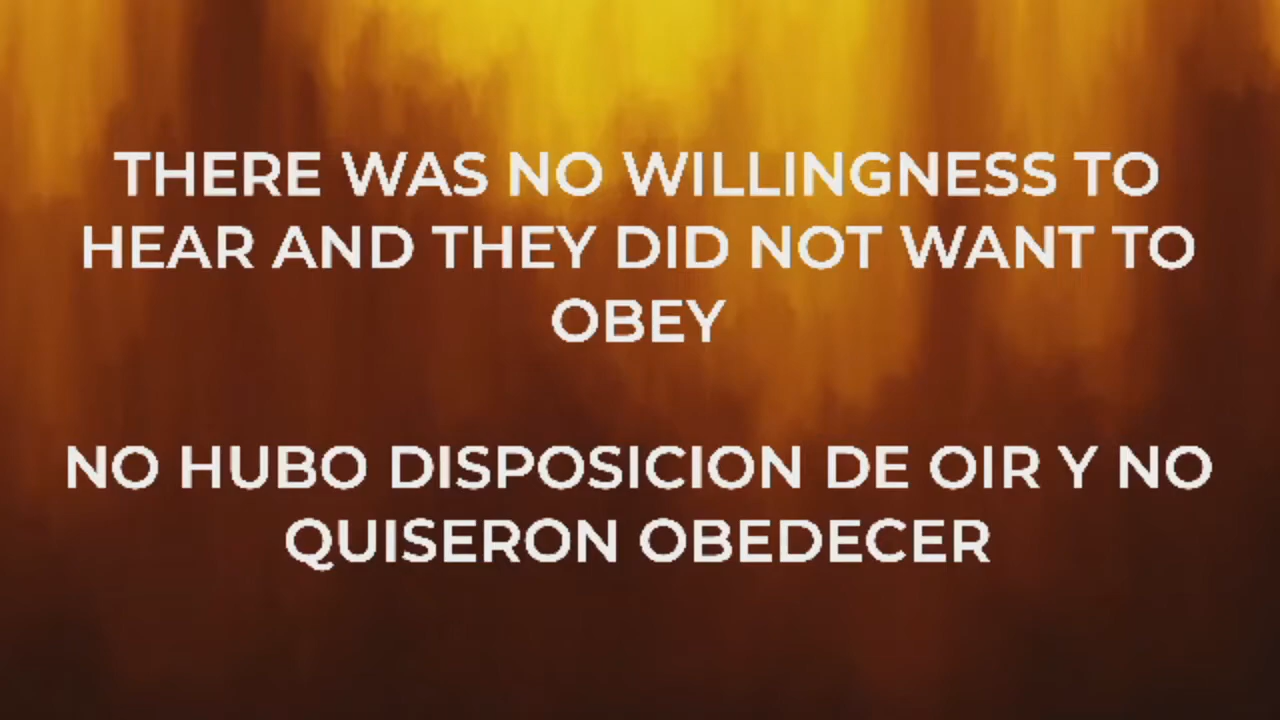 THERE WAS NO WILLINGNESS TO
HEAR AND THEY DID NOT WANT TO
OBEY
NO HUBO DISPOSICION DE OIR Y NO
QUISERON OBEDECER